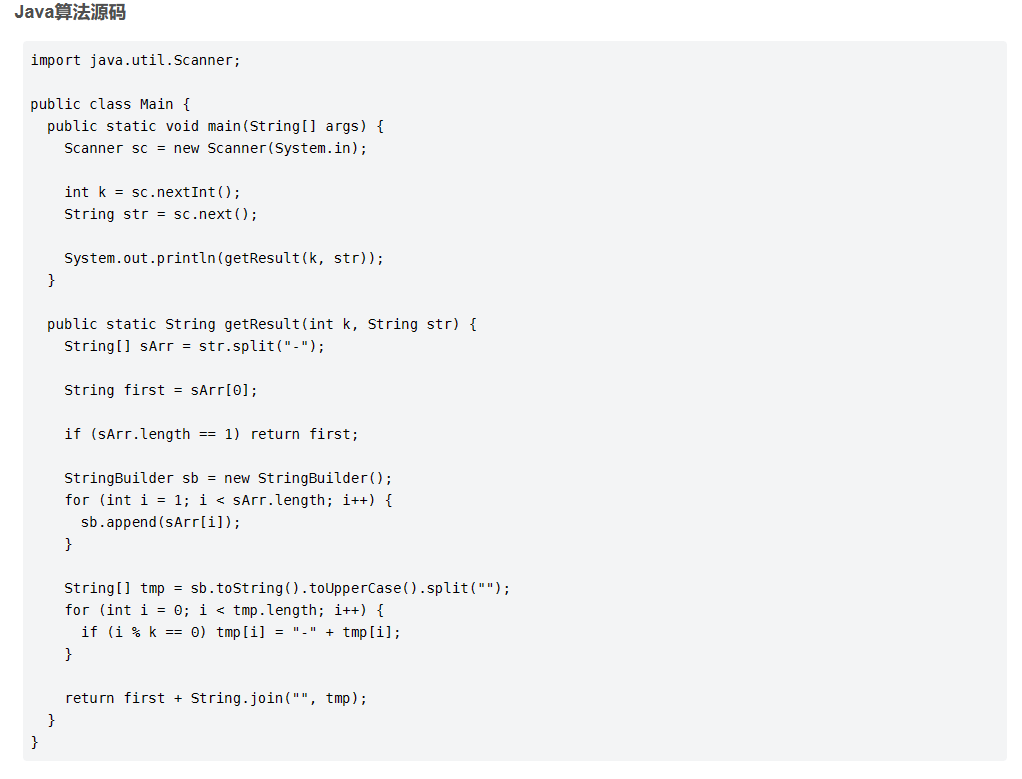 Java算法源码
import java.util.Scanner;
public class Main {
  public static void main(String[] args) {
    Scanner sc = new Scanner(System.in);
    int k = sc.nextInt();
    String str = sc.next();
    System.out.println(getResult(k, str));
  }
  public static String getResult(int k, String str) {
    String[] sArr = str.split("-");
    String first = sArr[0];
    if (sArr.length == 1) return first;
    StringBuilder sb = new StringBuilder();
    for (int i = 1; i < sArr.length; i++) {
      sb.append(sArr[i]);
    }
    String[] tmp = sb.toString().toUpperCase().split("");
    for (int i = 0; i < tmp.length; i++) {
      if (i % k == 0) tmp[i] = "-" + tmp[i];
    }
    return first + String.join("", tmp);
  }
}